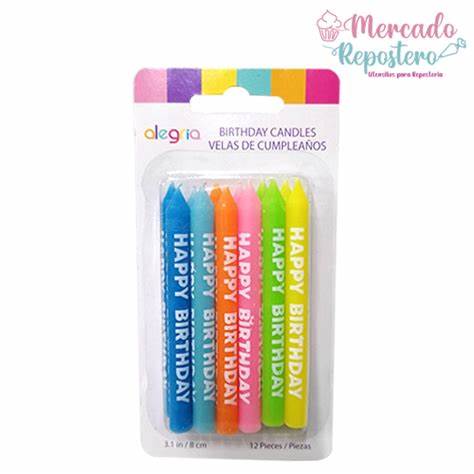 Mercado
Repostero
Utensilios para Repostería
alegria
BIRTHDAY CANDLES
VELAS DE CUMPLEAÑOS
HAPPY BIRTHDAY
HAPPY BIRTHDAY
HAPPY BIRTHDAY
HAPPY BIRTHDAY
HAPPY BIRTHDAY
HAPPY BIRTHDAY
3.1 in / 8 cm
12 Pieces / Piezas